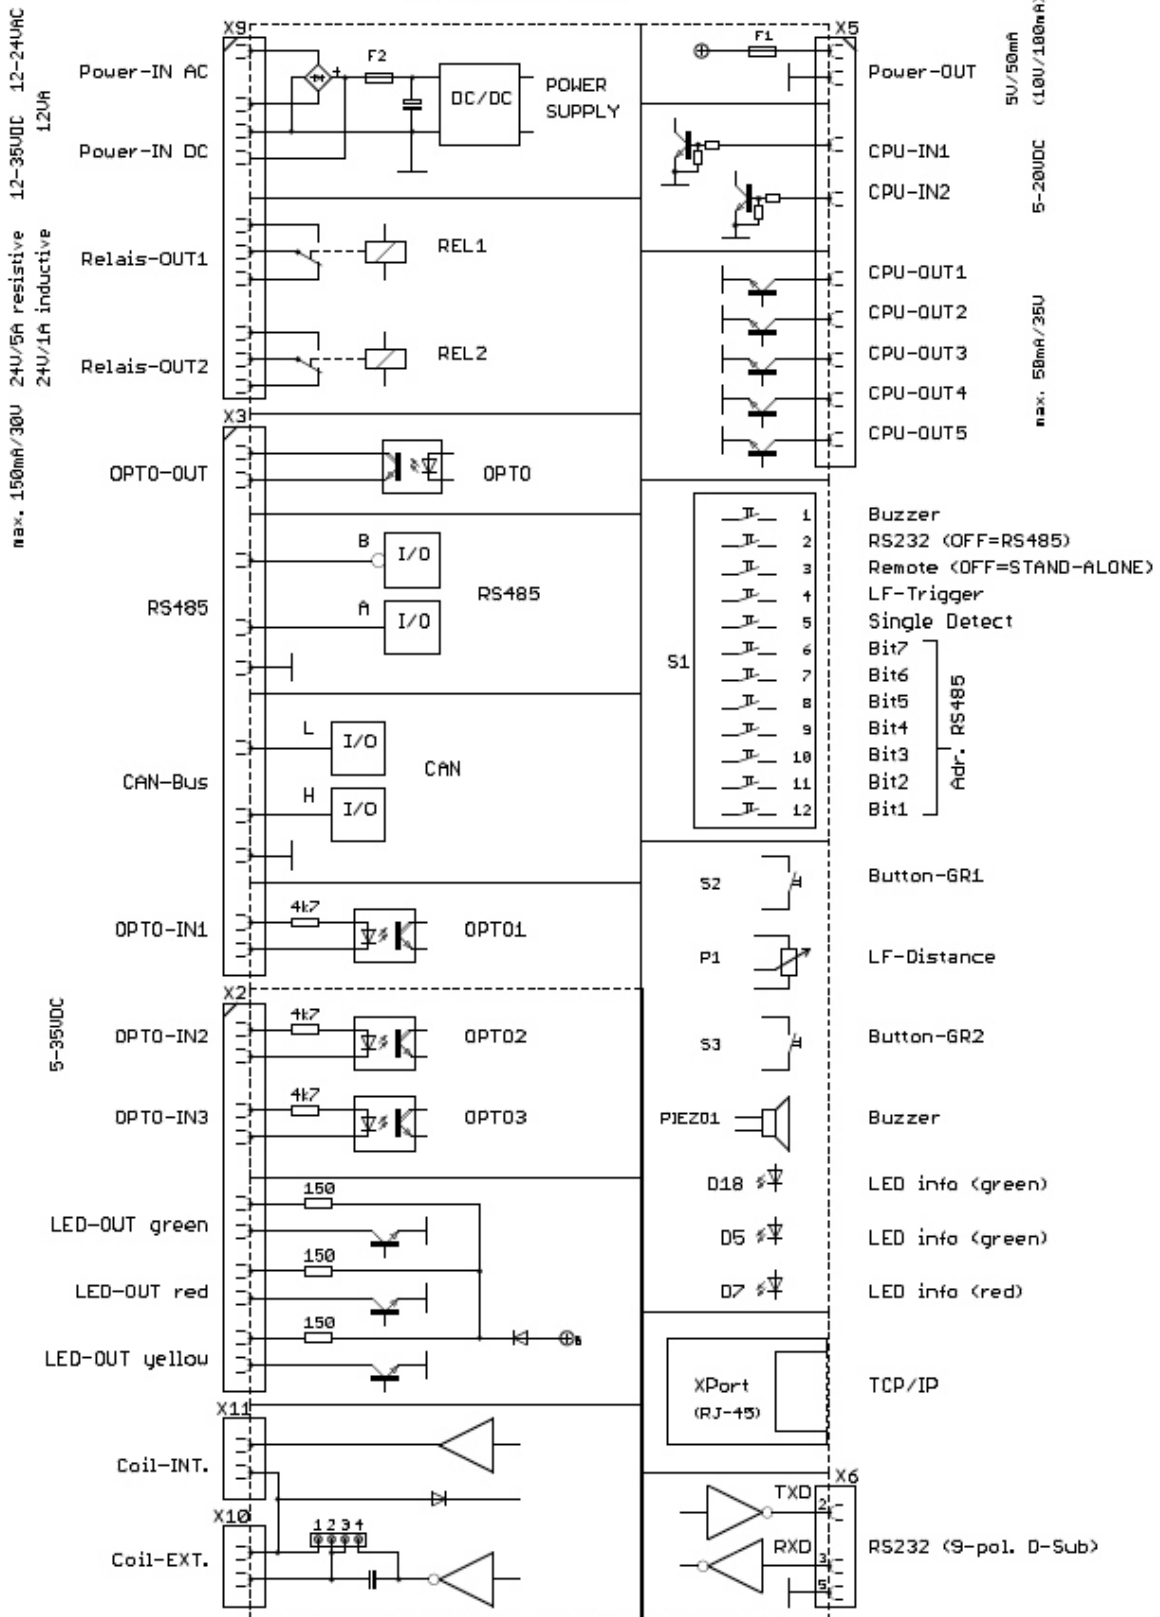 12-24VAC
12VA
12-35VDC
24V/5A resistive
24V/1A inductive
max. 150mA/30V
5-35VDC
X9
Power-IN AC
Power-IN DC
+
F2
DC/DC
POWER
SUPPLY
Relais-OUT1
REL1
Relais-OUT2
REL2
X3
OPTO-OUT
OPTO
RS485
B
I/O
A
I/O
RS485
CAN-Bus
L
I/O
H
I/O
CAN
OPTO-IN1
4k7
OPTO1
X2
OPTO-IN2
4k7
OPTO2
OPTO-IN3
4k7
OPTO3
LED-OUT green
150
LED-OUT red
150
LED-OUT yellow
150
X11
Coil-INT.
X10
Coil-EXT.
1 2 3 4
F1
X5
Power-OUT
5V/50mA
(10V/100mA)
CPU-IN1
CPU-IN2
5-20VDC
CPU-OUT1
CPU-OUT2
CPU-OUT3
CPU-OUT4
CPU-OUT5
max. 50mA/35V
S1
1 Buzzer
2 RS232 (OFF=RS485)
3 Remote (OFF=STAND-ALONE)
4 LF-Trigger
5 Single Detect
6 Bit7
7 Bit6
8 Bit5
9 Bit4
10 Bit3
11 Bit2
12 Bit1
Adr. RS485
S2 Button-GR1
P1 LF-Distance
S3 Button-GR2
PIEZO1 Buzzer
D18 LED info (green)
D5 LED info (green)
D7 LED info (red)
XPort
(RJ-45)
TCP/IP
X6
TXD 2
RXD 3
5
RS232 (9-pol. D-Sub)